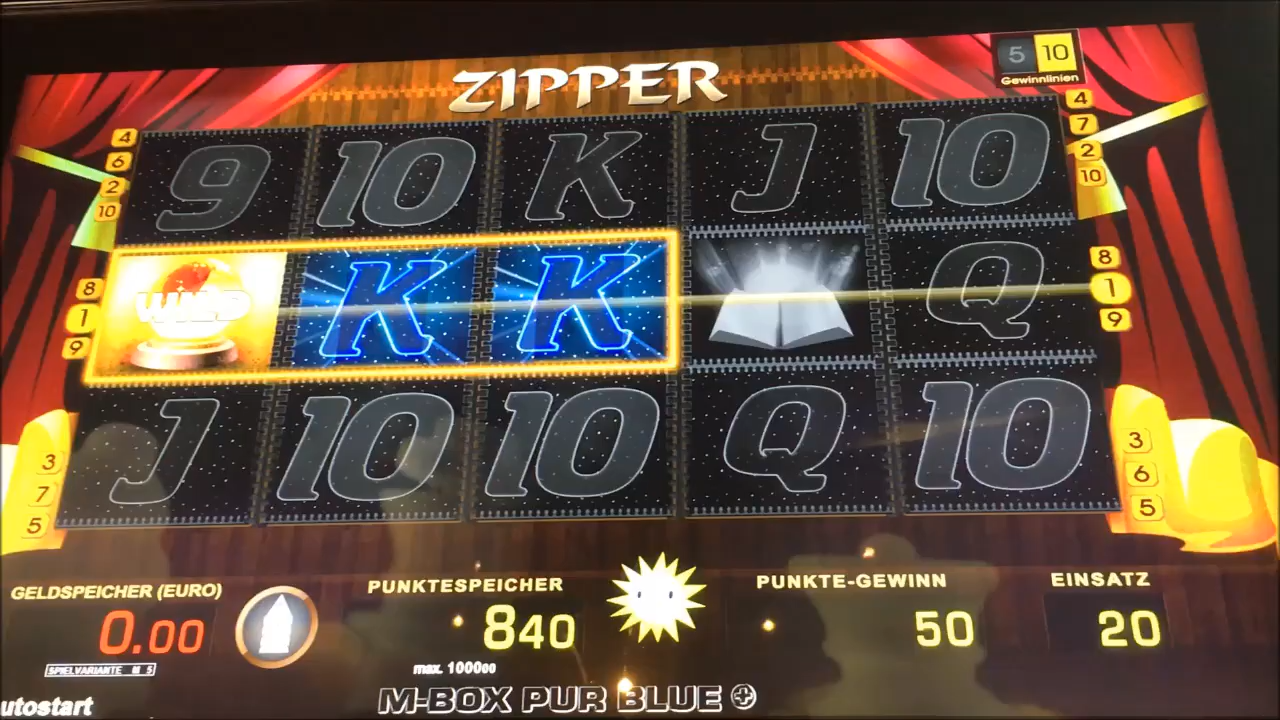 ZIPPER
5 10
Gewinnlinien
4
6
2
10
4
7
2
10
9 10 K J 10
8
1
9
WILD K K Q
8
1
9
J 10 10 Q 10
3
7
5
3
6
5
GELDSPEICHER (EURO)
0.00
SPIELVARIANTE M 5
PUNKTESPEICHER
840
max. 100000
PUNKTE-GEWINN
50
EINSATZ
20
utostart
M-BOX PUR BLUE +